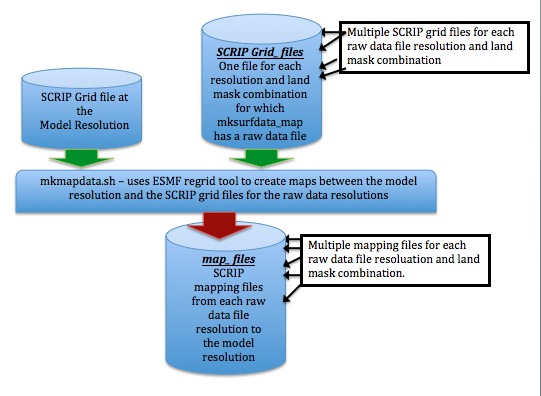 SCRIP Grid_files
One file for each
resolution and land
mask combination
for which
mksurfdata_map
has a raw data file
Multiple SCRIP grid files for each
raw data file resolution and land
mask combination
SCRIP Grid file at
the
Model Resolution
mkmapdata.sh – uses ESMF regrid tool to create maps between the model
resolution and the SCRIP grid files for the raw data resolutions
map_ files
SCRIP
mapping files
from each raw
data file
resolution to
the model
resolution
Multiple mapping files for each
raw data file resoluation and land
mask combination.